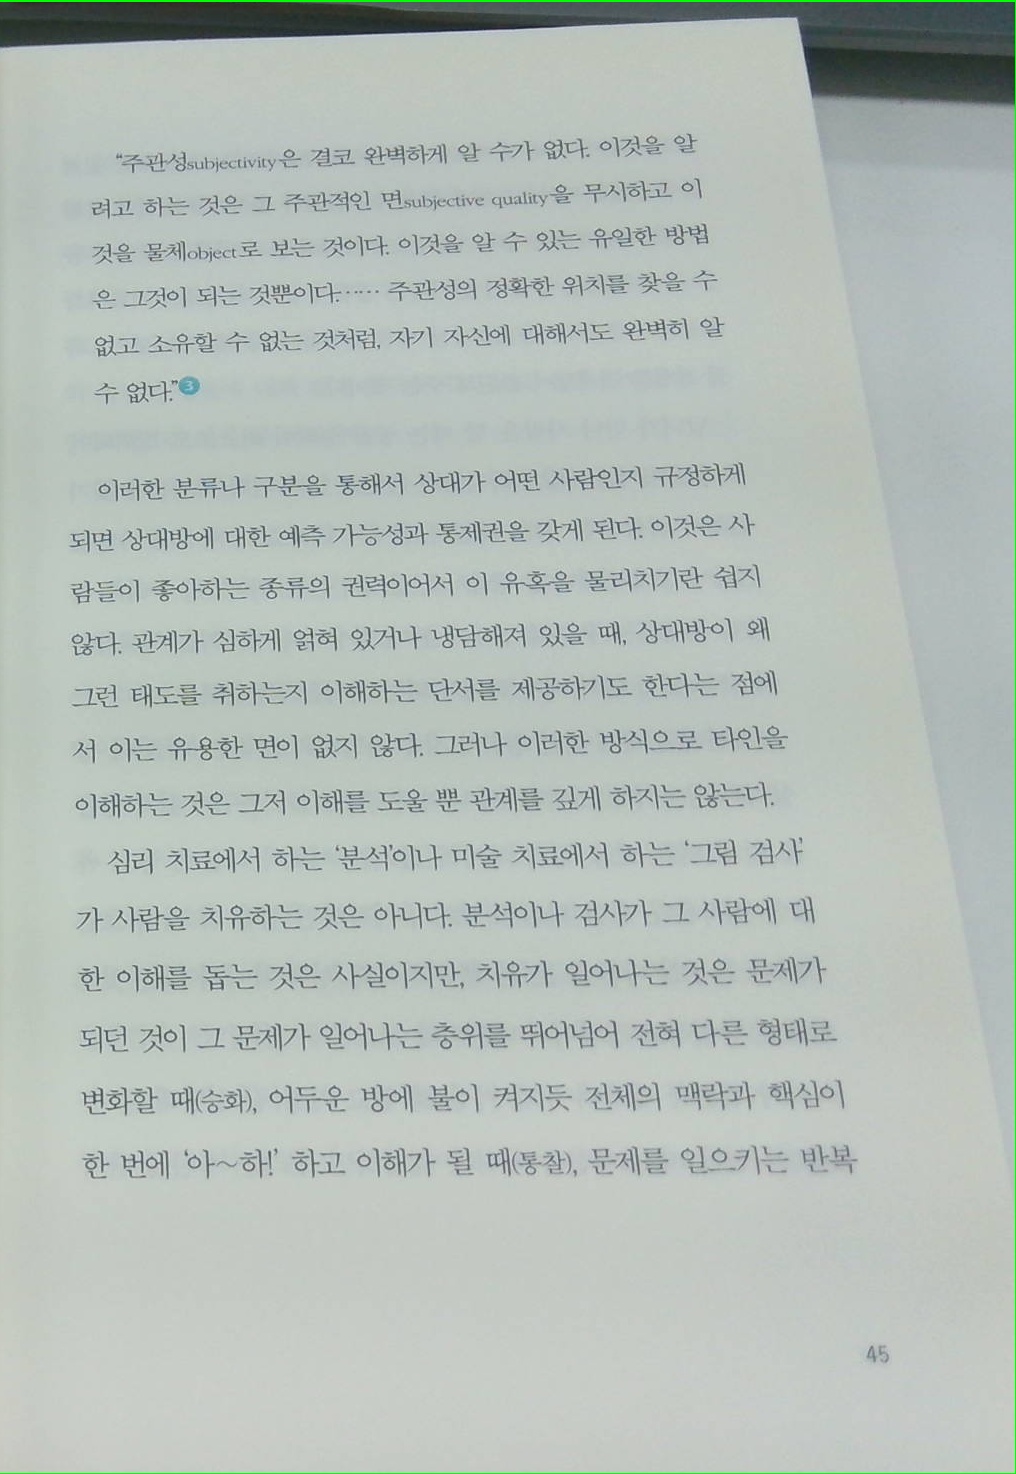 “주관성subjectivity은 결코 완벽하게 알 수가 없다. 이것을 알
려고 하는 것은 그 주관적인 면subjective quality을 무시하고 이
것을 물체object로 보는 것이다. 이것을 알 수 있는 유일한 방법
은 그것이 되는 것뿐이다.…… 주관성의 정확한 위치를 찾을 수
없고 소유할 수 없는 것처럼, 자기 자신에 대해서도 완벽히 알
수 없다.”3
이러한 분류나 구분을 통해서 상대가 어떤 사람인지 규정하게
되면 상대방에 대한 예측 가능성과 통제권을 갖게 된다. 이것은 사
람들이 좋아하는 종류의 권력이어서 이 유혹을 물리치기란 쉽지
않다. 관계가 심하게 얽혀 있거나 냉담해져 있을 때, 상대방이 왜
그런 태도를 취하는지 이해하는 단서를 제공하기도 한다는 점에
서 이는 유용한 면이 없지 않다. 그러나 이러한 방식으로 타인을
이해하는 것은 그저 이해를 도울 뿐 관계를 깊게 하지는 않는다.
심리 치료에서 하는 ‘분석’이나 미술 치료에서 하는 ‘그림 검사’
가 사람을 치유하는 것은 아니다. 분석이나 검사가 그 사람에 대
한 이해를 돕는 것은 사실이지만, 치유가 일어나는 것은 문제가
되던 것이 그 문제가 일어나는 층위를 뛰어넘어 전혀 다른 형태로
변화할 때(승화), 어두운 방에 불이 켜지듯 전체의 맥락과 핵심이
한 번에 ‘아~하!’ 하고 이해가 될 때(통찰), 문제를 일으키는 반복
45